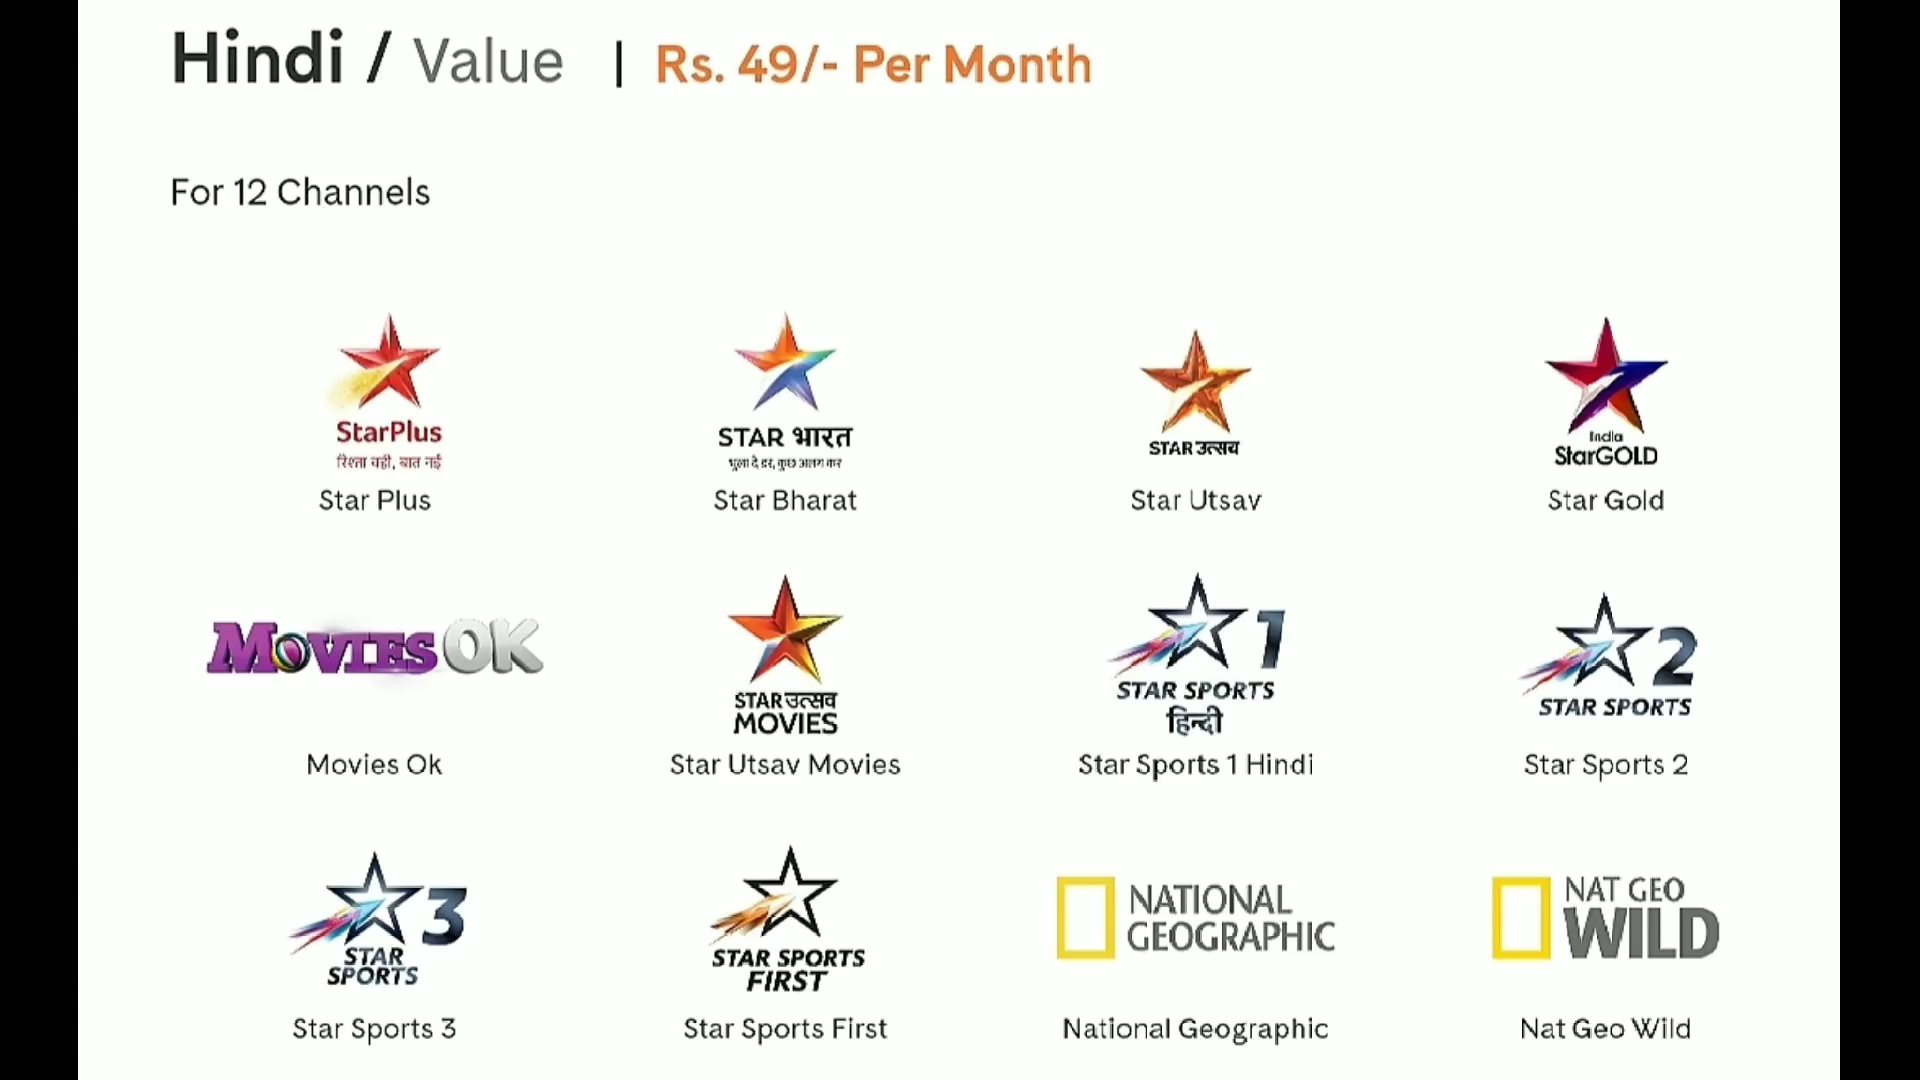 Hindi / Value | Rs. 49/- Per Month
For 12 Channels
StarPlus
रिश्ता वही, बात नई
Star Plus
STAR भारत
भुला दे डर, कुछ अलग कर
Star Bharat
STAR उत्सव
Star Utsav
India
StarGOLD
Star Gold
MOVIES OK
Movies Ok
STAR उत्सव
MOVIES
Star Utsav Movies
1
STAR SPORTS
हिन्दी
Star Sports 1 Hindi
2
STAR SPORTS
Star Sports 2
3
STAR
SPORTS
Star Sports 3
STAR SPORTS
FIRST
Star Sports First
NATIONAL
GEOGRAPHIC
National Geographic
NAT GEO
WILD
Nat Geo Wild